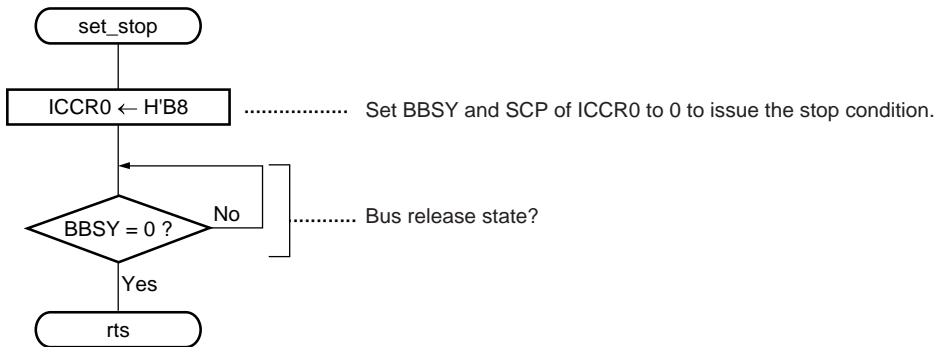 set_stop
ICCR0 ← H'B8 .................. Set BBSY and SCP of ICCR0 to 0 to issue the stop condition.
No
BBSY = 0 ? ............ Bus release state?
Yes
rts